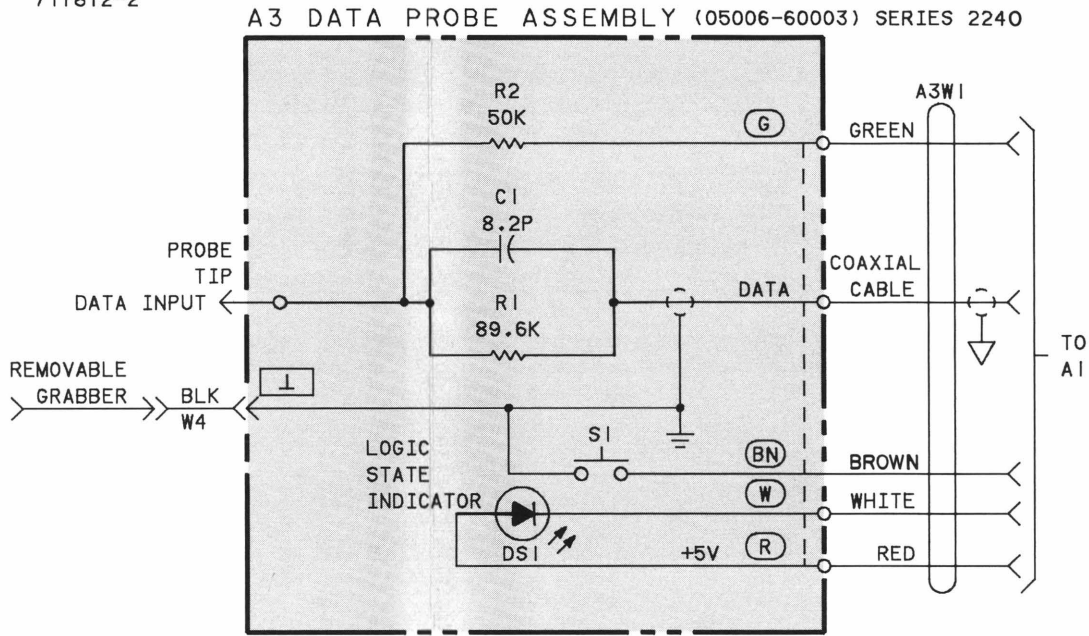 A3 DATA PROBE ASSEMBLY (05006-60003) SERIES 2240
R2
50K
G
GREEN
A3W1
C1
8.2P
PROBE
TIP
DATA INPUT
R1
89.6K
DATA
COAXIAL
CABLE
TO
A1
REMOVABLE
GRABBER
BLK
W4
LOGIC
STATE
INDICATOR
S1
BN
BROWN
W
WHITE
DS1
+5V
R
RED